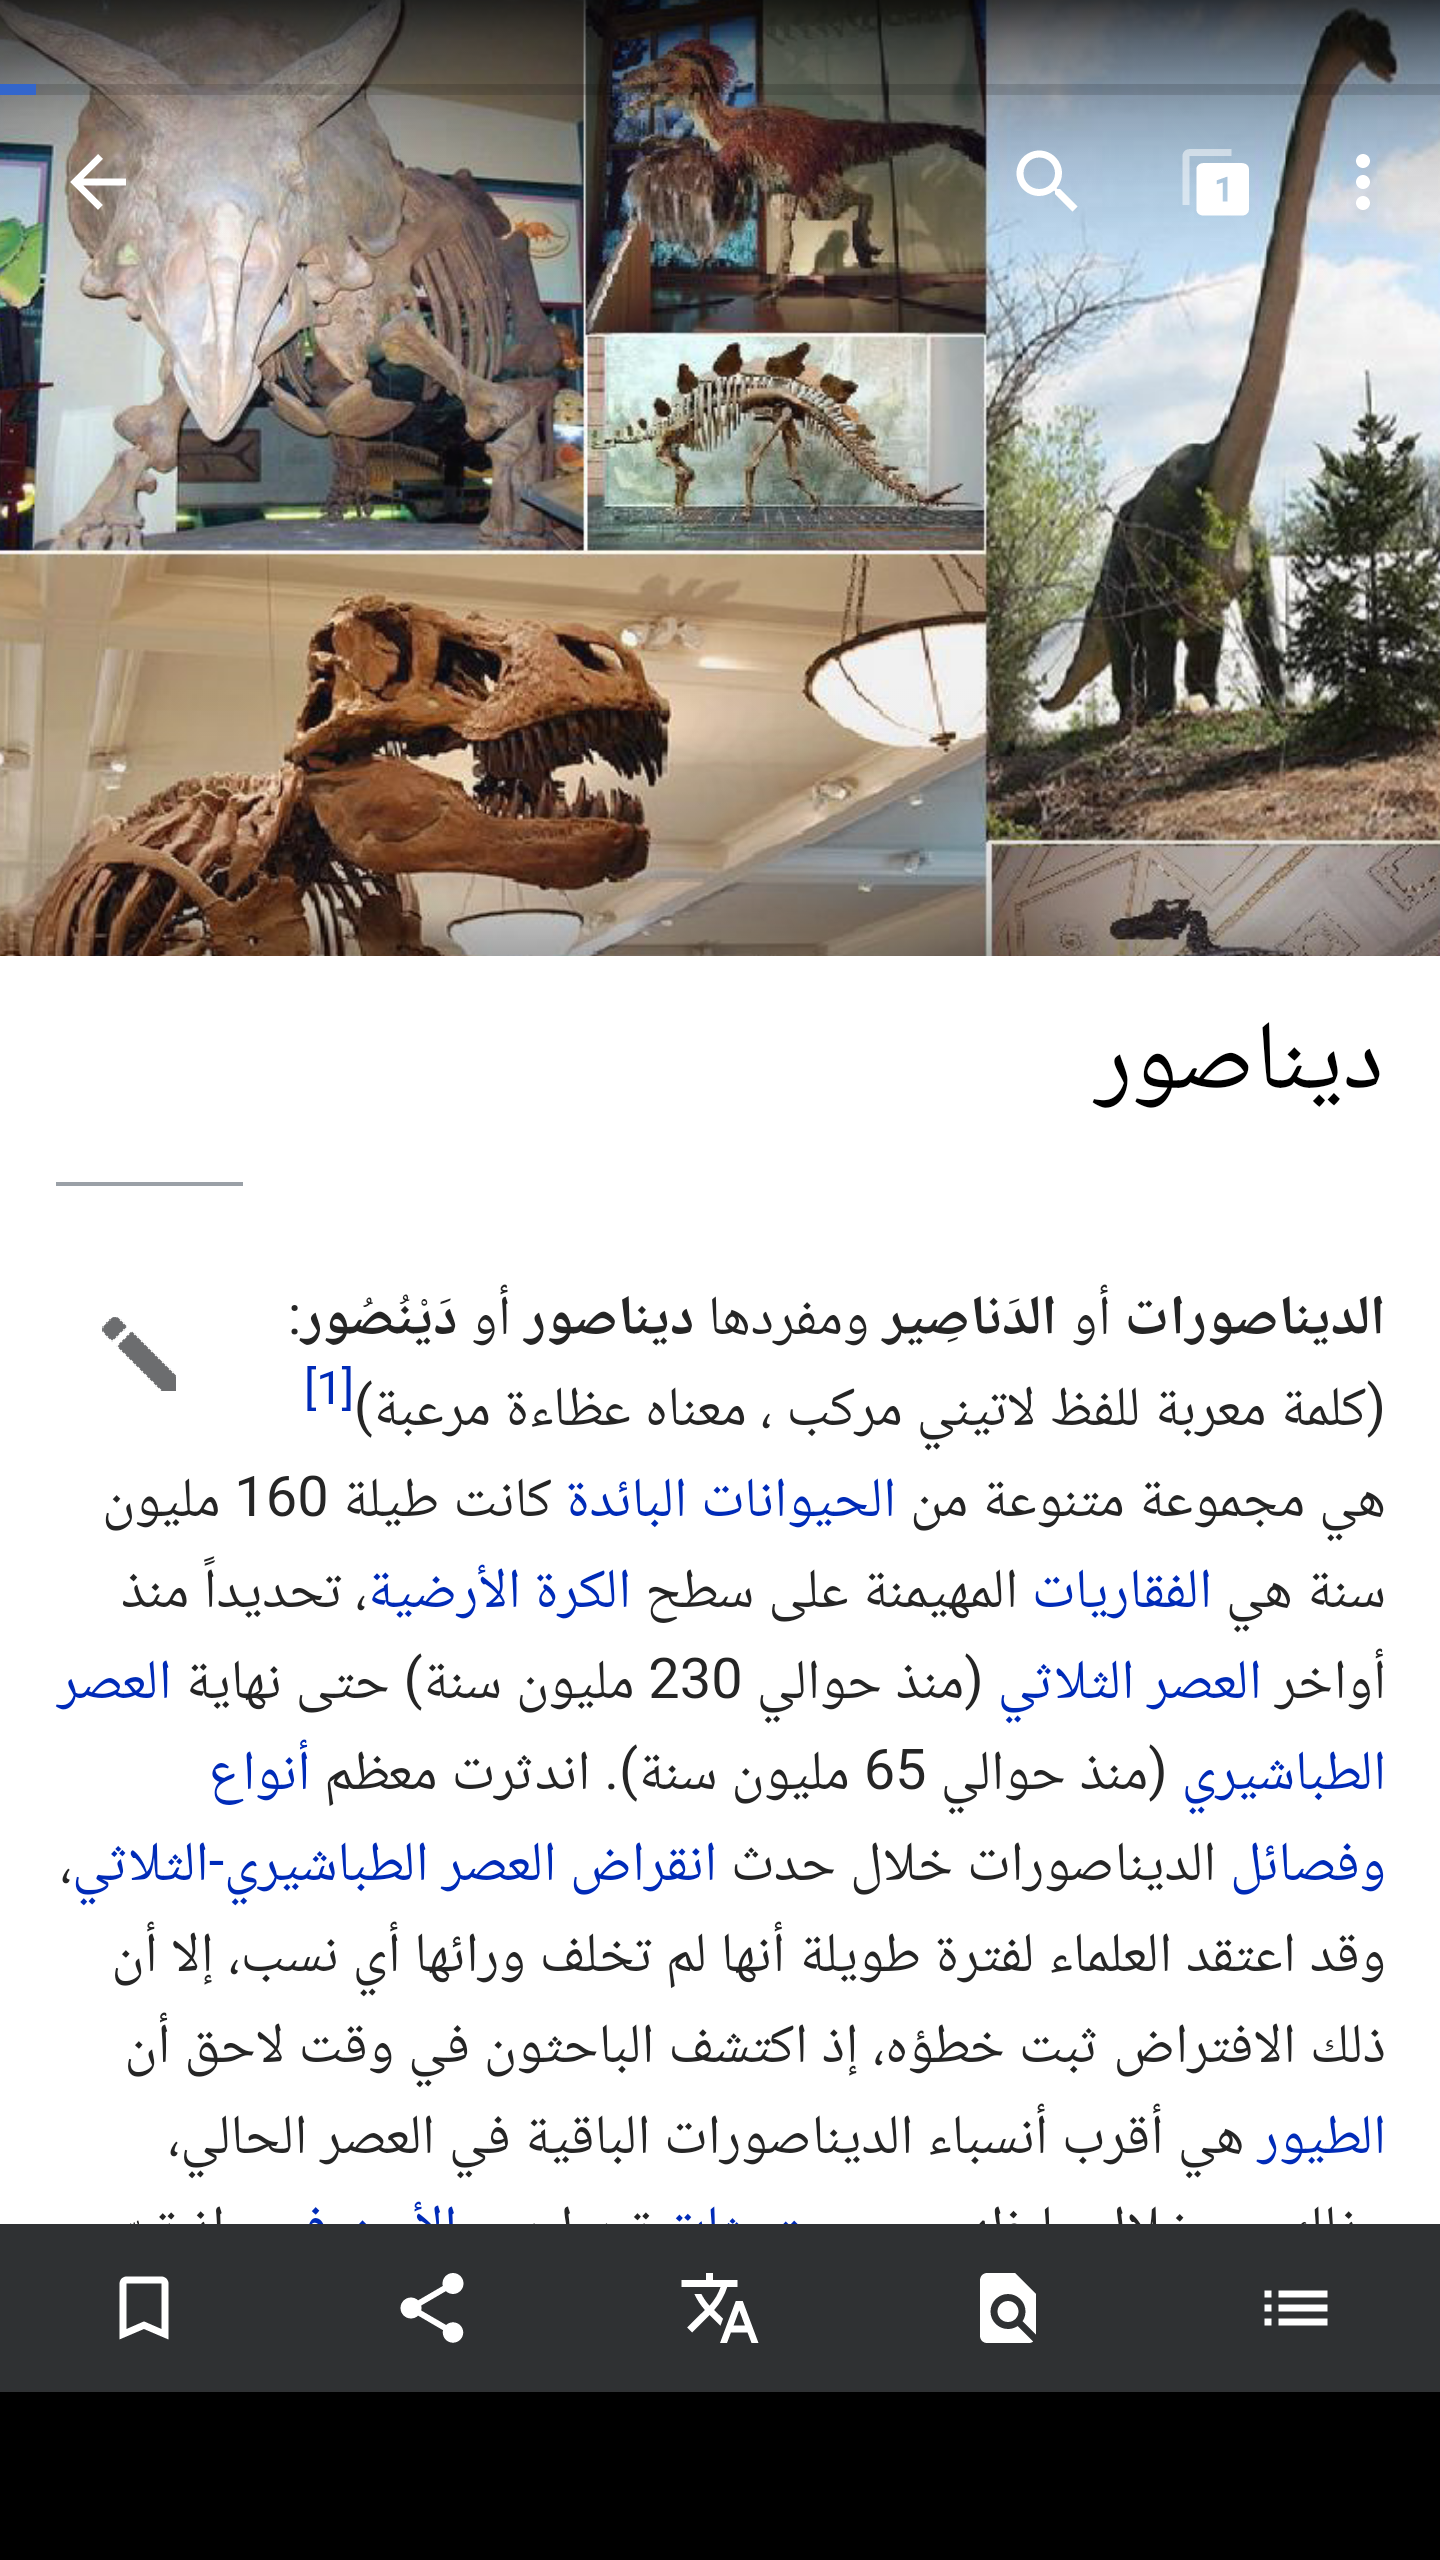 1
ديناصور
الديناصورات أو الدَناصِير ومفردها ديناصور أو دَيْنُصُور:
(كلمة معربة للفظ لاتيني مركب ، معناه عظاءة مرعبة)[1]
هي مجموعة متنوعة من الحيوانات البائدة كانت طيلة 160 مليون
سنة هي الفقاريات المهيمنة على سطح الكرة الأرضية، تحديداً منذ
أواخر العصر الثلاثي (منذ حوالي 230 مليون سنة) حتى نهاية العصر
الطباشيري (منذ حوالي 65 مليون سنة). اندثرت معظم أنواع
وفصائل الديناصورات خلال حدث انقراض العصر الطباشيري-الثلاثي،
وقد اعتقد العلماء لفترة طويلة أنها لم تخلف ورائها أي نسب، إلا أن
ذلك الافتراض ثبت خطؤه، إذ اكتشف الباحثون في وقت لاحق أن
الطيور هي أقرب أنسباء الديناصورات الباقية في العصر الحالي،